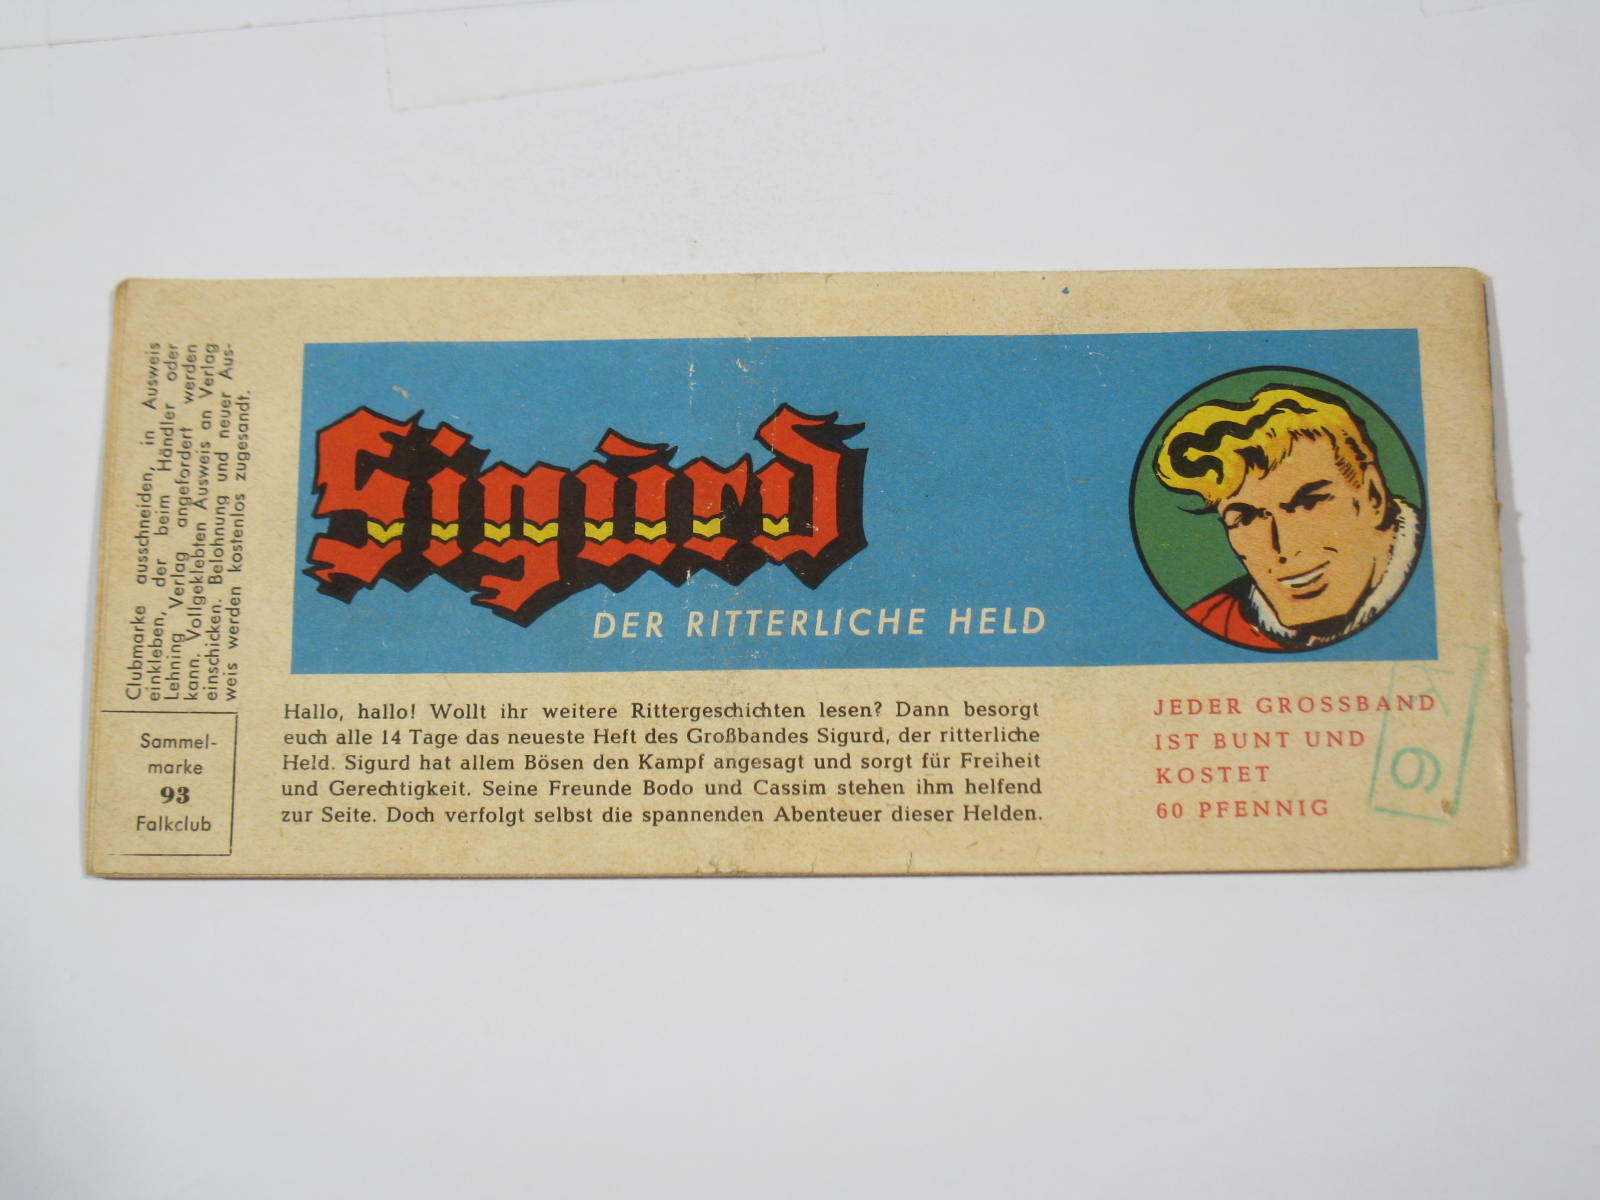 Clubmarke ausschneiden, in Ausweis
einkleben, der beim Händler oder
Lehning Verlag angefordert werden
kann. Vollgeklebten Ausweis an Verlag
einschicken. Belohnung und neuer Aus-
weis werden kostenlos zugesandt.
Sammel-
marke
93
Falkclub
Sigurd
DER RITTERLICHE HELD
Hallo, hallo! Wollt ihr weitere Rittergeschichten lesen? Dann besorgt
euch alle 14 Tage das neueste Heft des Großbandes Sigurd, der ritterliche
Held. Sigurd hat allem Bösen den Kampf angesagt und sorgt für Freiheit
und Gerechtigkeit. Seine Freunde Bodo und Cassim stehen ihm helfend
zur Seite. Doch verfolgt selbst die spannenden Abenteuer dieser Helden.
JEDER GROSSBAND
IST BUNT UND
KOSTET
60 PFENNIG